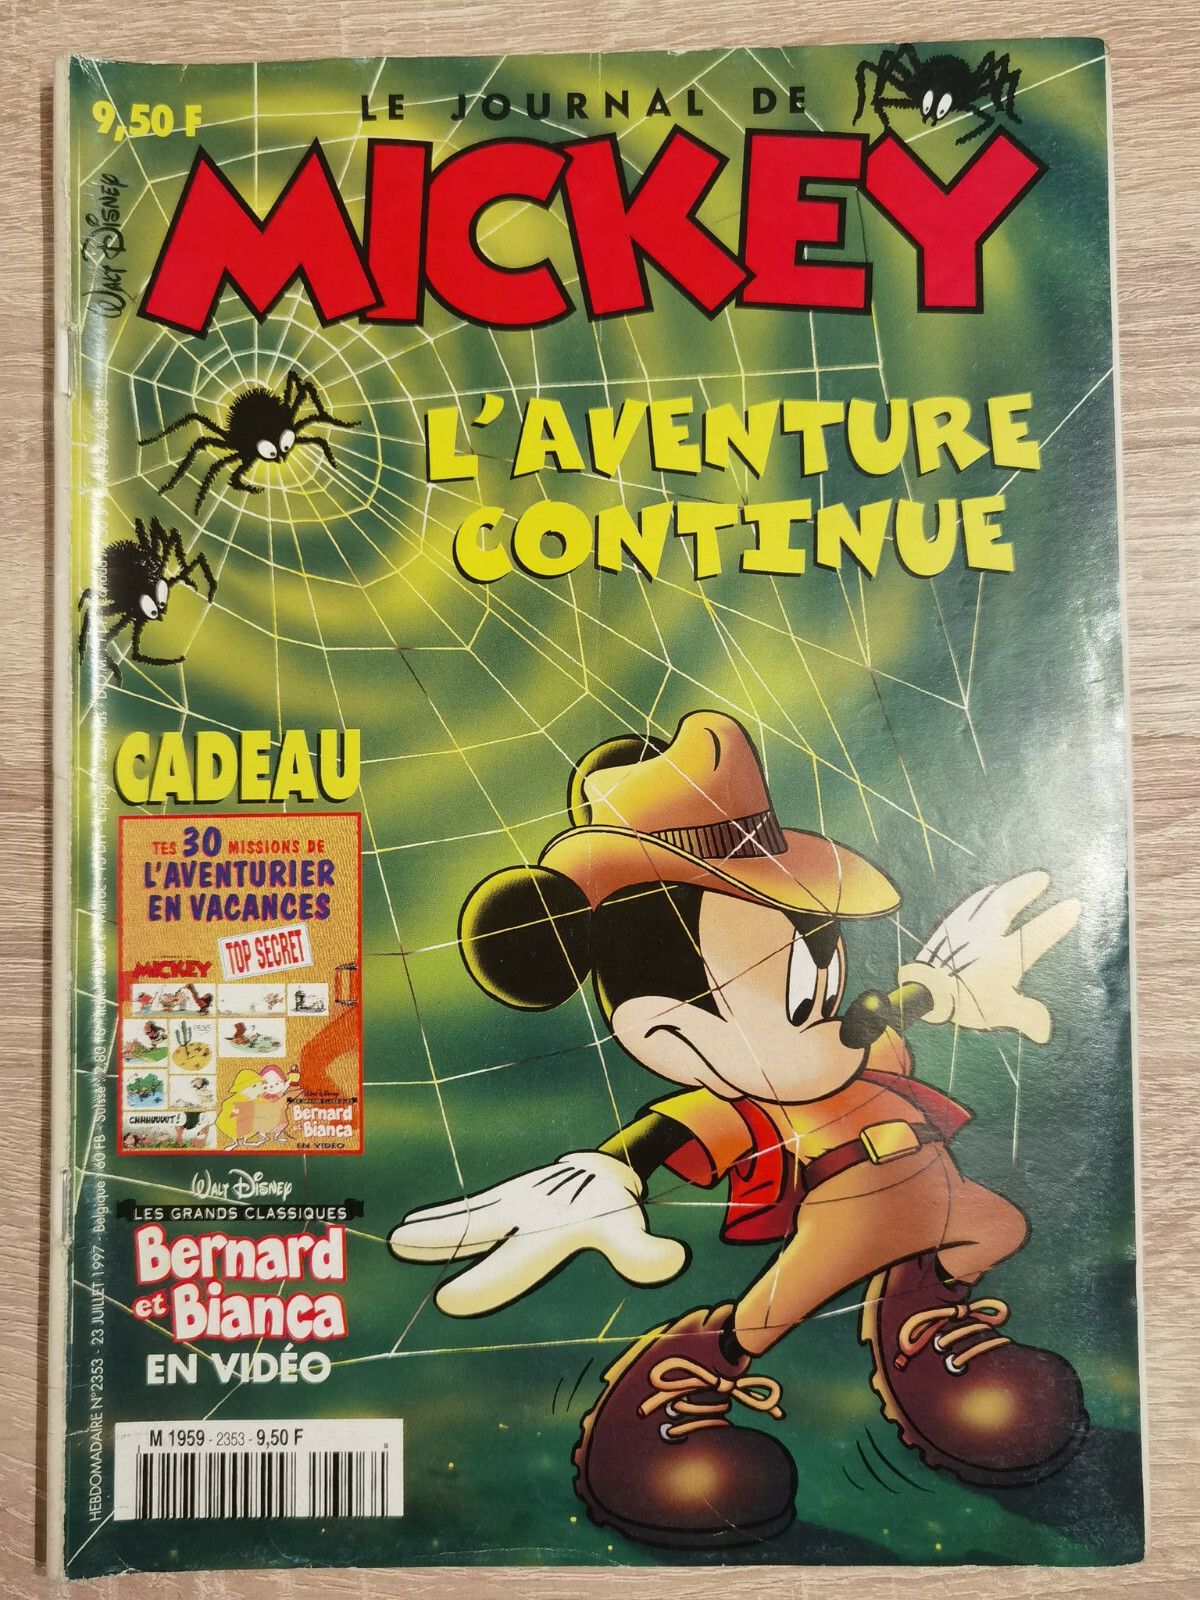 9,50 F
Walt Disney
LE JOURNAL DE
MICKEY
L'AVENTURE
CONTINUE
CADEAU
TES 30 MISSIONS DE
L'AVENTURIER
EN VACANCES
TOP SECRET
MICKEY
Bernard
et Bianca
EN VIDÉO
Walt Disney
LES GRANDS CLASSIQUES
Bernard
et Bianca
EN VIDÉO
HEBDOMADAIRE N°2353 - 23 JUILLET 1997 - Belgique : 60 FB - Suisse : 2,80 FS
M 1959 - 2353 - 9,50 F